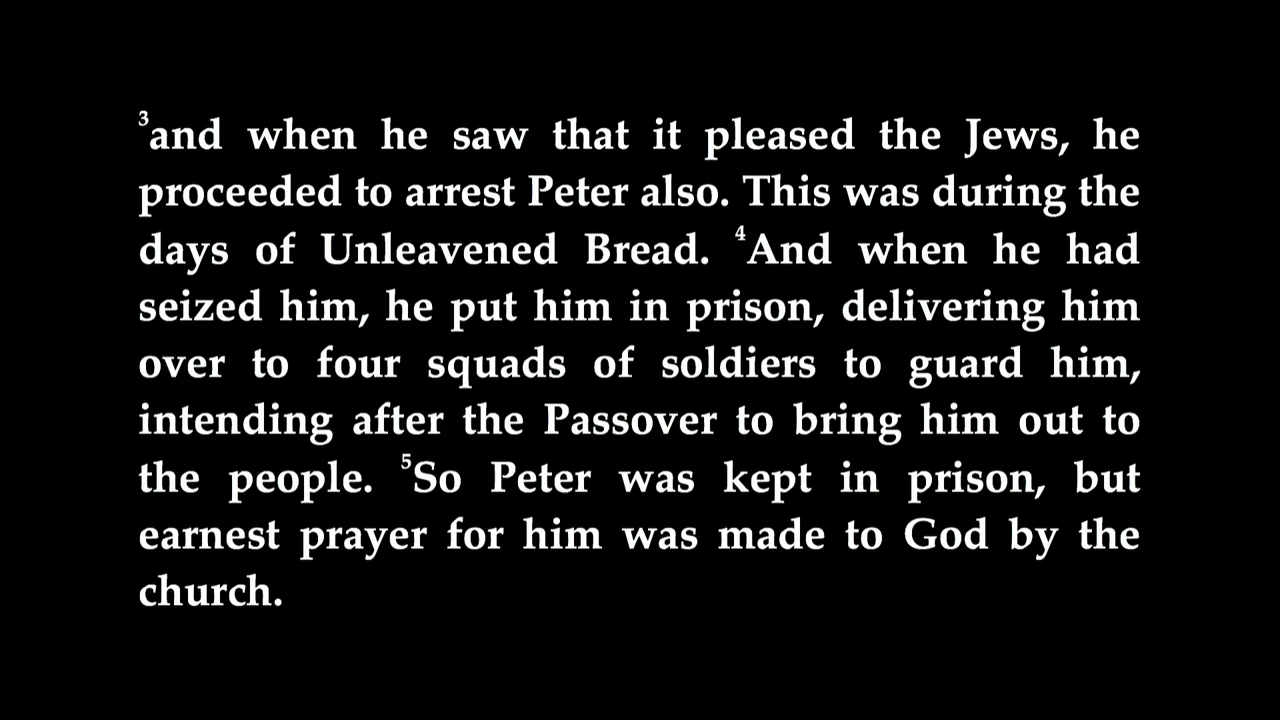 ³and when he saw that it pleased the Jews, he
proceeded to arrest Peter also. This was during the
days of Unleavened Bread. ⁴And when he had
seized him, he put him in prison, delivering him
over to four squads of soldiers to guard him,
intending after the Passover to bring him out to
the people. ⁵So Peter was kept in prison, but
earnest prayer for him was made to God by the
church.